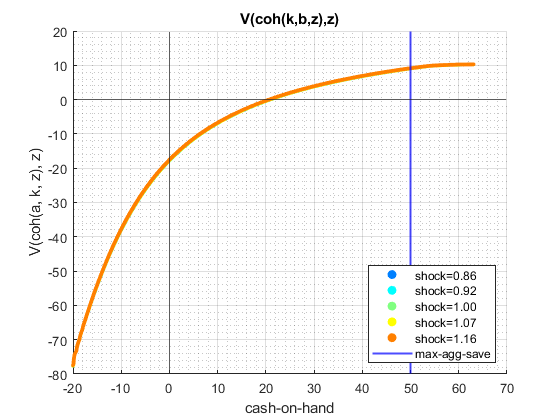 V(coh(k,b,z),z)
20
10
0
-10
-20
-30
-40
-50
-60
-70
-80
V(coh(a, k, z), z)
shock=0.86
shock=0.92
shock=1.00
shock=1.07
shock=1.16
max-agg-save
-20 -10 0 10 20 30 40 50 60 70
cash-on-hand